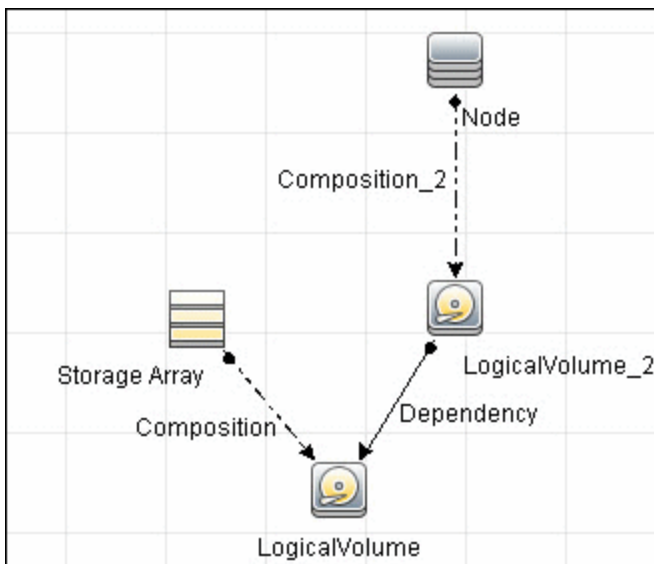 Node
Composition_2
LogicalVolume_2
Storage Array
Dependency
Composition
LogicalVolume